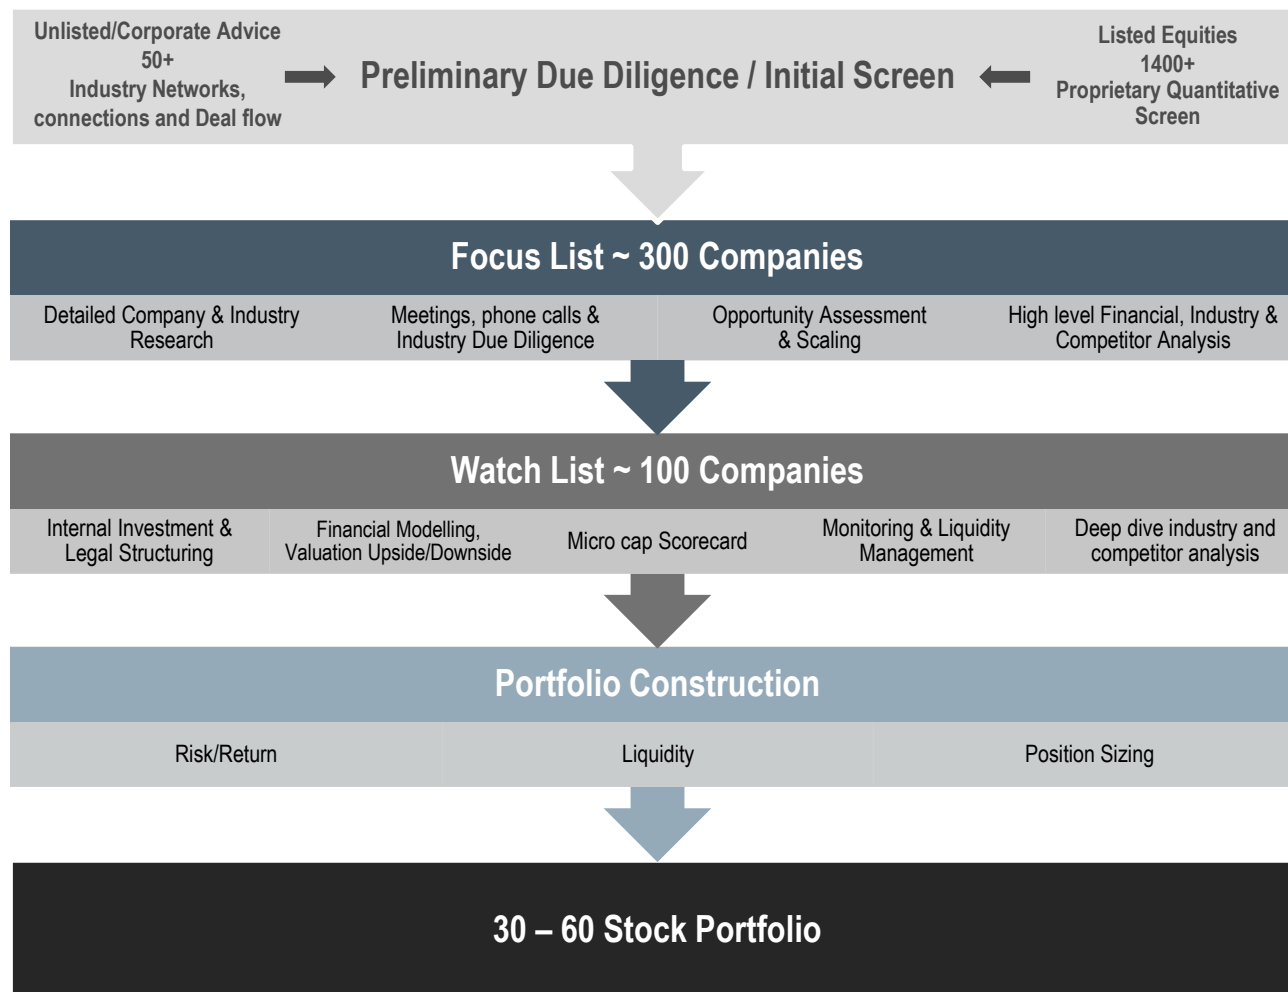 Unlisted/Corporate Advice
50+
Industry Networks,
connections and Deal flow
Preliminary Due Diligence / Initial Screen
Listed Equities
1400+
Proprietary Quantitative
Screen
Focus List ~ 300 Companies
Detailed Company & Industry
Research
Meetings, phone calls &
Industry Due Diligence
Opportunity Assessment
& Scaling
High level Financial, Industry &
Competitor Analysis
Watch List ~ 100 Companies
Internal Investment &
Legal Structuring
Financial Modelling,
Valuation Upside/Downside
Micro cap Scorecard
Monitoring & Liquidity
Management
Deep dive industry and
competitor analysis
Portfolio Construction
Risk/Return
Liquidity
Position Sizing
30 – 60 Stock Portfolio